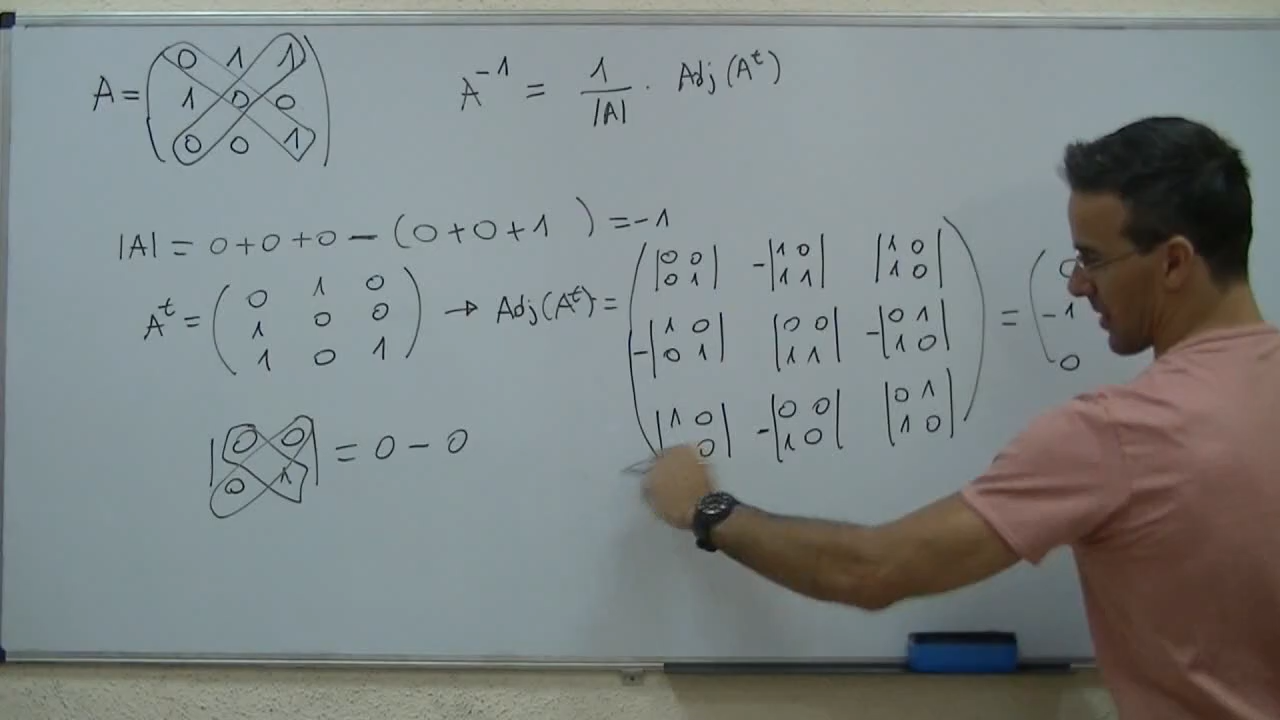 A = ( 0 1 1
1 0 0
0 0 1 )
A⁻¹ = 1/|A| · Adj(Aᵗ)
|A| = 0+0+0 − (0+0+1) = −1
Aᵗ = ( 0 1 0
1 0 0
1 0 1 ) → Adj(Aᵗ) =
( |0 0| −|1 0| |1 0|
|0 1| |1 1| |1 0|
−|1 0| |0 0| −|0 1|
|0 1| |1 1| |1 0|
|1 0| −|0 0| |0 1|
| 0| |1 0| |1 0| )
= ( 0
−1
0
|0 0|
|0 1| = 0 − 0